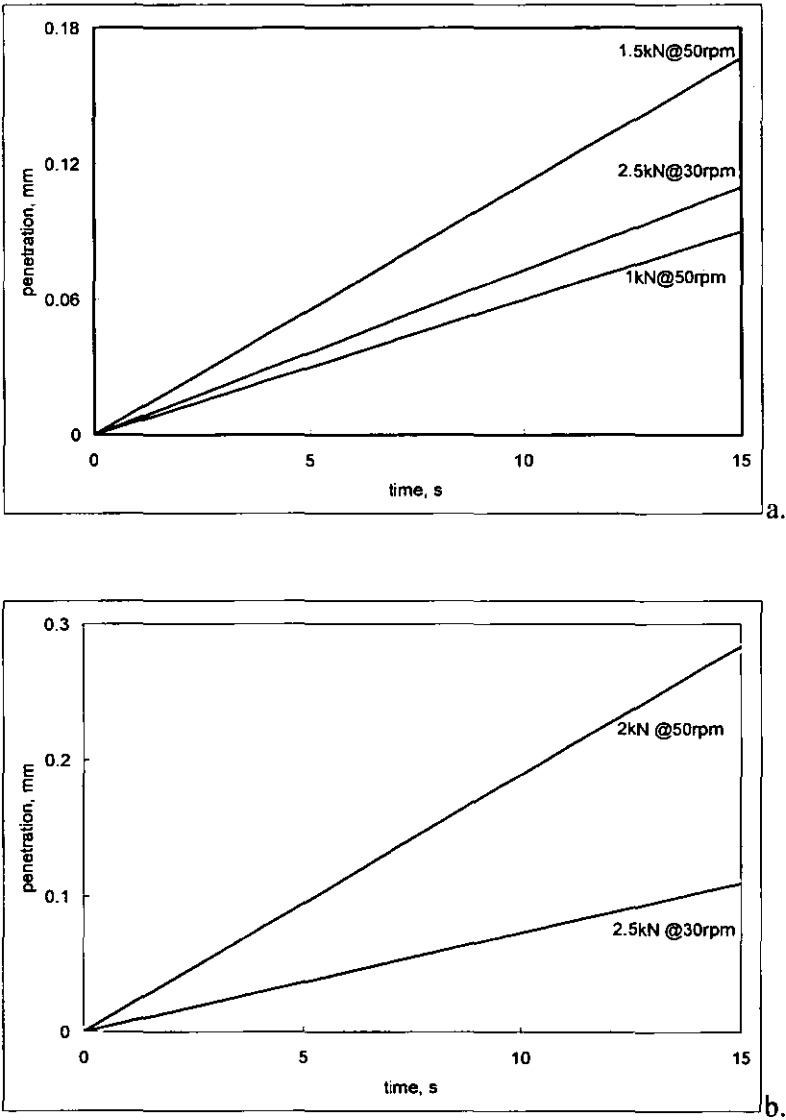 0.18
1.5kN@50rpm
0.12
2.5kN@30rpm
penetration, mm
0.06
1kN@50rpm
0
0
5
10
15
time, s
a.
0.3
2kN @50rpm
0.2
penetration, mm
0.1
2.5kN @30rpm
0
0
5
10
15
time, s
b.